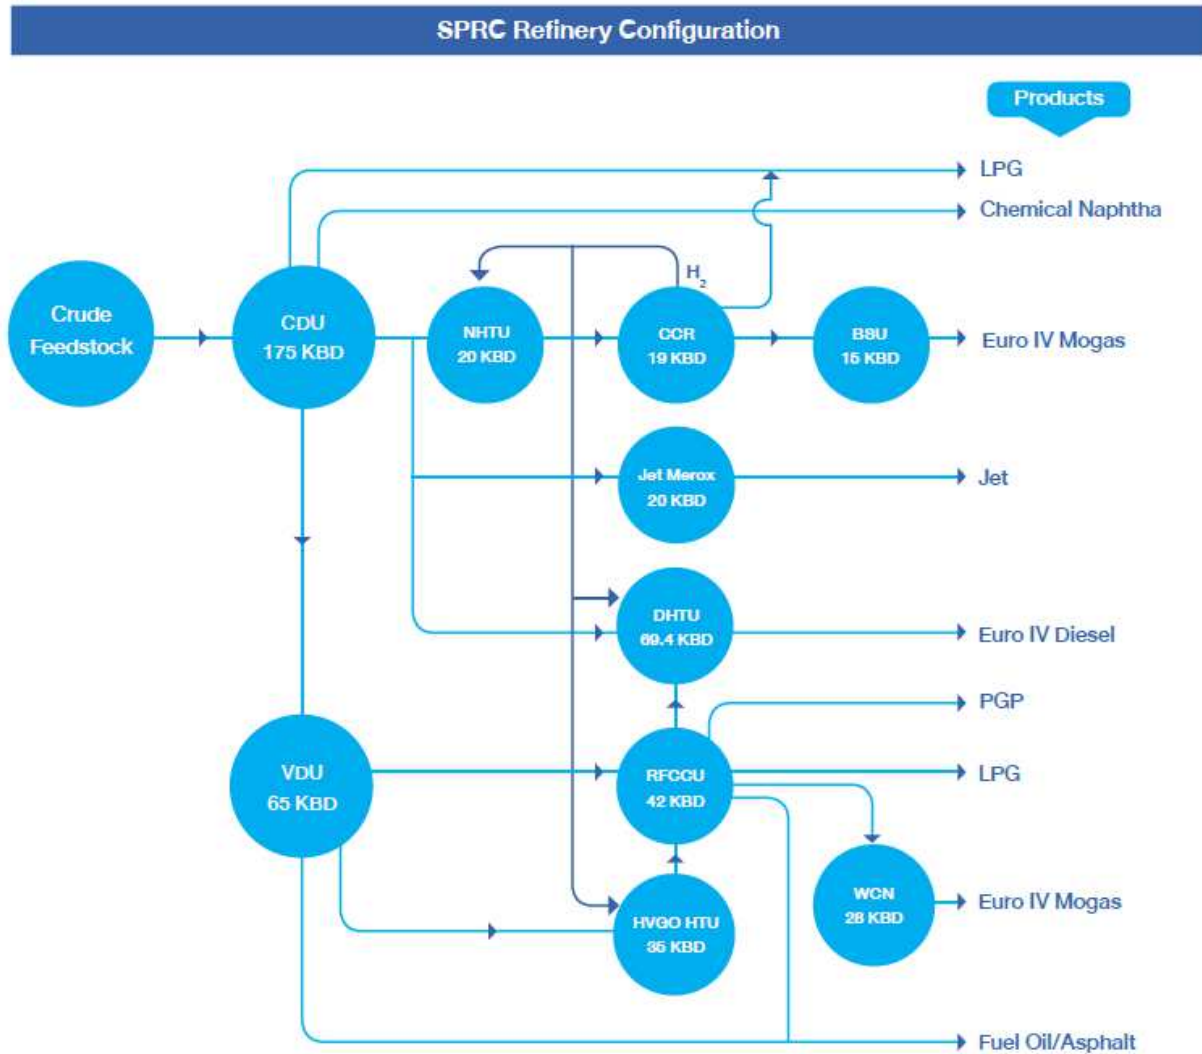 SPRC Refinery Configuration
Products
LPG
Chemical Naphtha
H2
Crude
Feedstock
CDU
175 KBD
NHTU
20 KBD
CCR
19 KBD
BSU
15 KBD
Euro IV Mogas
Jet Merox
20 KBD
Jet
DHTU
69.4 KBD
Euro IV Diesel
PGP
VDU
65 KBD
RFCCU
42 KBD
LPG
WCN
28 KBD
Euro IV Mogas
HVGO HTU
35 KBD
Fuel Oil/Asphalt